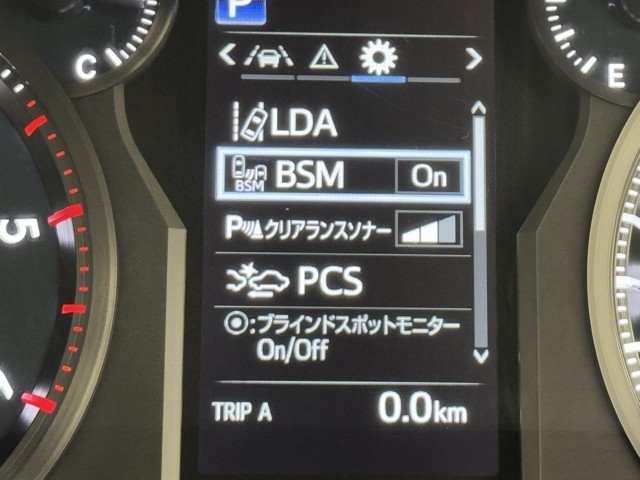 P
C
E
LDA
BSM BSM On
P クリアランスソナー
PCS
◎:ブラインドスポットモニター
On/Off
TRIP A 0.0km
5